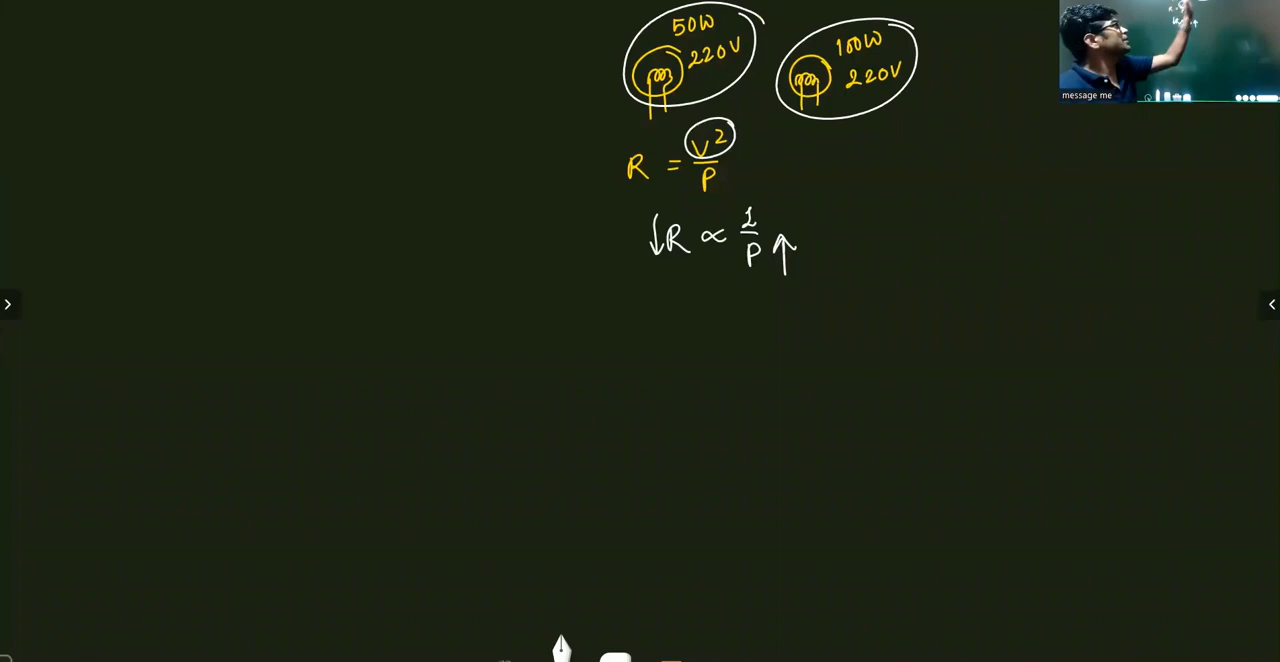 50W
220V
100W
220V
R = V²/P
↓R ∝ 1/P ↑
message me